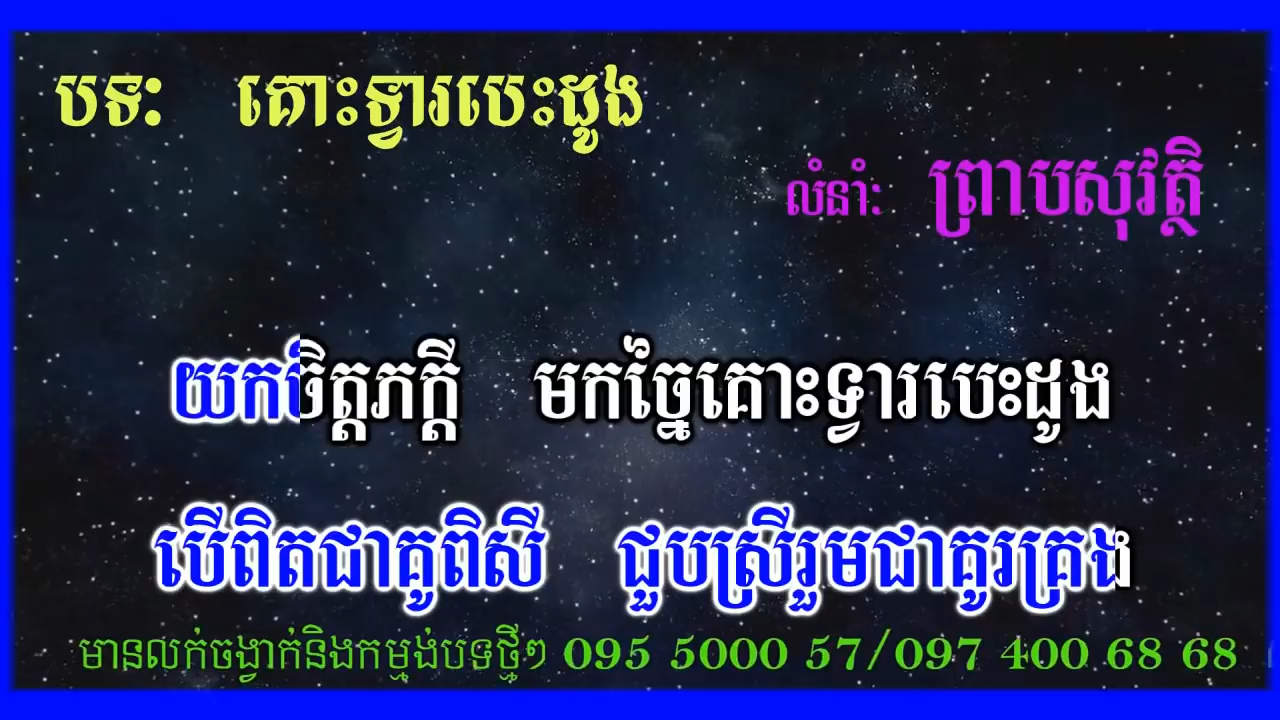 បទៈ គោះទ្វារបេះដូង
លំនាំៈ ព្រាបសុវត្ថិ
យកចិត្តភក្ដី មកច្នៃគោះទ្វារបេះដូង
បើពិតជាគូពិសី ជួបស្រីរួមជាគូរគ្រង
មានលក់ចង្វាក់និងកម្មង់បទថ្មីៗ 095 5000 57/097 400 68 68